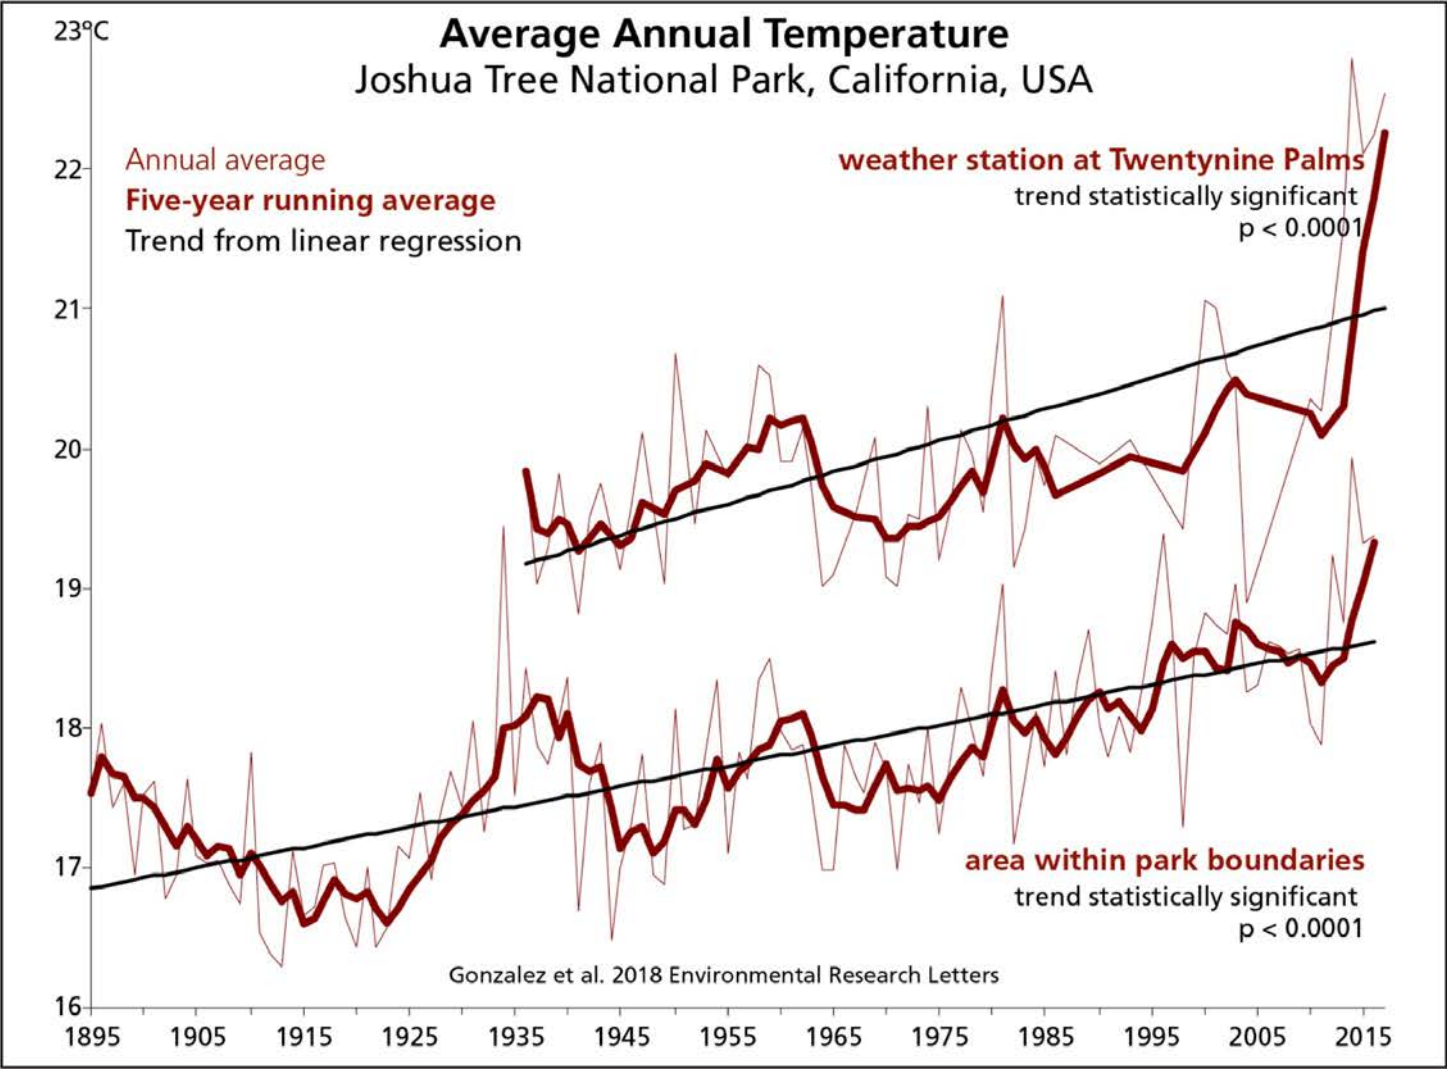 Average Annual Temperature
Joshua Tree National Park, California, USA
23°C
22
21
20
19
18
17
16
Annual average
Five-year running average
Trend from linear regression
weather station at Twentynine Palms
trend statistically significant
p < 0.0001
area within park boundaries
trend statistically significant
p < 0.0001
Gonzalez et al. 2018 Environmental Research Letters
1895 1905 1915 1925 1935 1945 1955 1965 1975 1985 1995 2005 2015